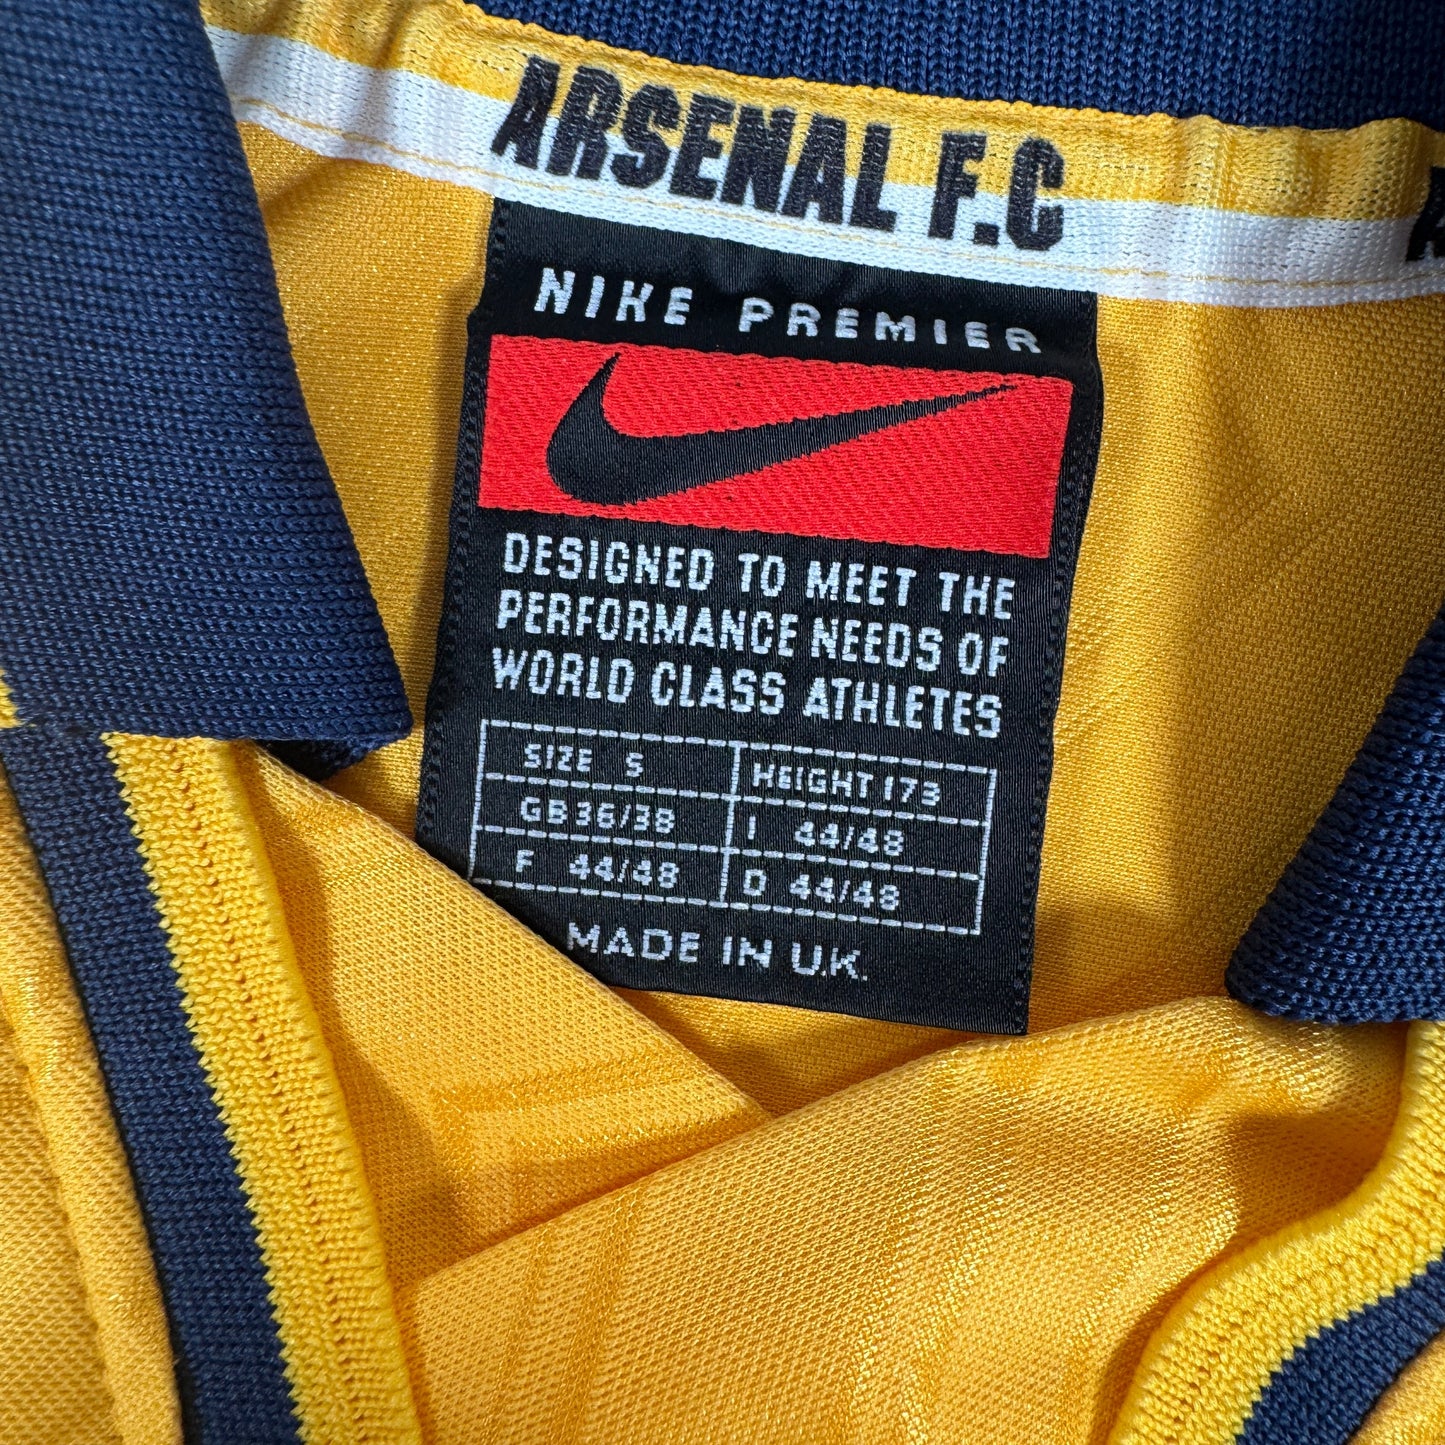 ARSENAL F.C
NIKE PREMIER
DESIGNED TO MEET THE
PERFORMANCE NEEDS OF
WORLD CLASS ATHLETES
SIZE S HEIGHT 173
GB 36/38 I 44/48
F 44/48 D 44/48
MADE IN U.K.